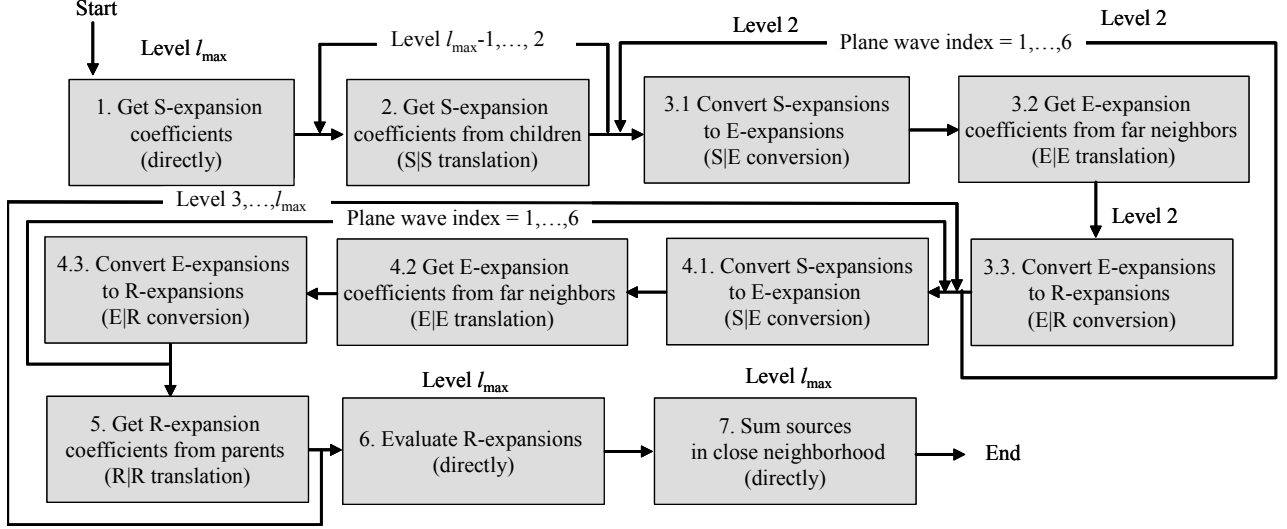 Start
Level lmax
Level lmax-1,…, 2
Level 2
Level 2
Plane wave index = 1,…,6
1. Get S-expansion
coefficients
(directly)
2. Get S-expansion
coefficients from children
(S|S translation)
3.1 Convert S-expansions
to E-expansions
(S|E conversion)
3.2 Get E-expansion
coefficients from far neighbors
(E|E translation)
Level 3,…,lmax
Plane wave index = 1,…,6
Level 2
4.3. Convert E-expansions
to R-expansions
(E|R conversion)
4.2 Get E-expansion
coefficients from far neighbors
(E|E translation)
4.1. Convert S-expansions
to E-expansion
(S|E conversion)
3.3. Convert E-expansions
to R-expansions
(E|R conversion)
Level lmax
Level lmax
5. Get R-expansion
coefficients from parents
(R|R translation)
6. Evaluate R-expansions
(directly)
7. Sum sources
in close neighborhood
(directly)
End